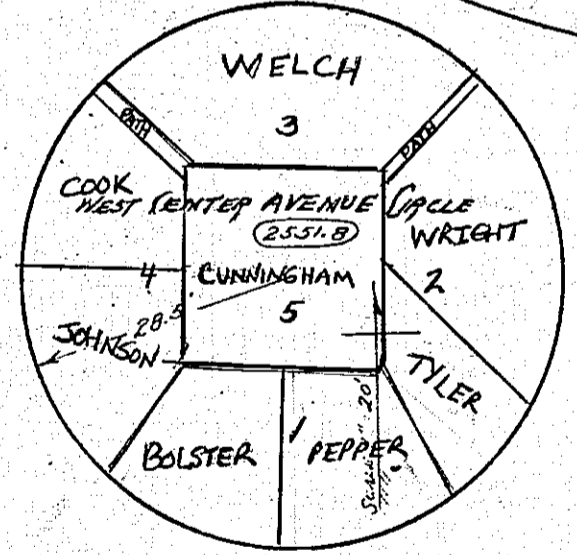 WELCH
3
PATH
PATH
COOK
WEST CENTER AVENUE CIRCLE
2551.8
WRIGHT
4
CUNNINGHAM
2
28.5
5
JOHNSON
TYLER
20'
BOLSTER
1
PEPPER